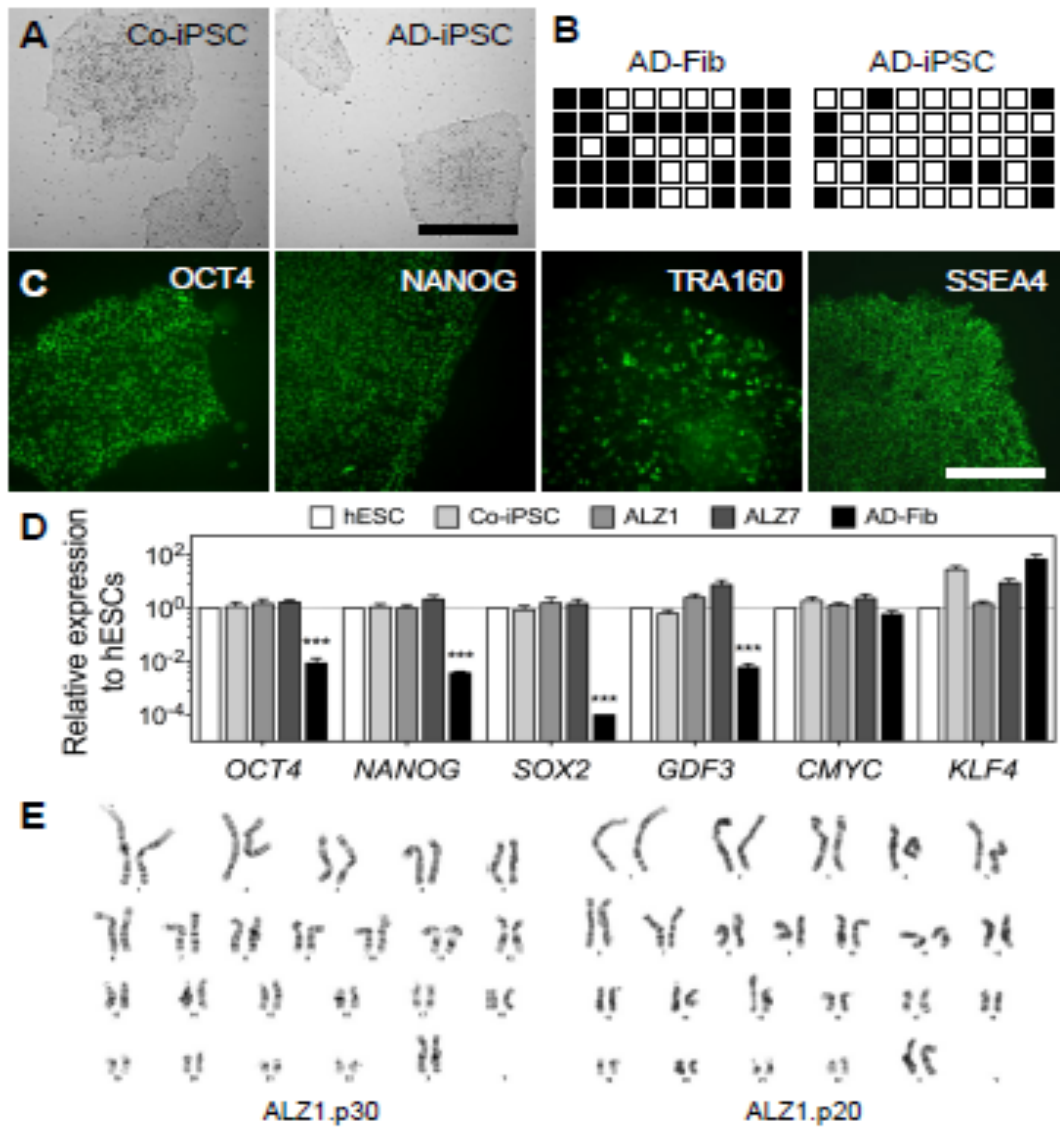 A Co-iPSC AD-iPSC
B
AD-Fib AD-iPSC
C OCT4 NANOG TRA160 SSEA4
D hESC Co-iPSC ALZ1 ALZ7 AD-Fib
Relative expression
to hESCs
10²
10⁰
10⁻²
10⁻⁴
*** *** *** ***
OCT4 NANOG SOX2 GDF3 CMYC KLF4
E
ALZ1.p30 ALZ1.p20